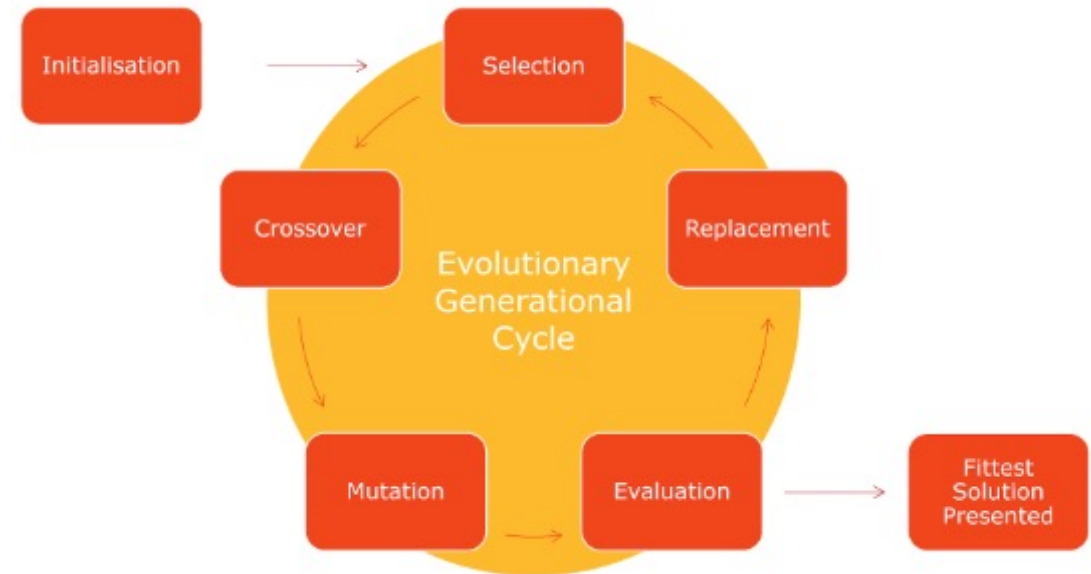 Initialisation
Selection
Crossover
Replacement
Evolutionary
Generational
Cycle
Mutation
Evaluation
Fittest
Solution
Presented